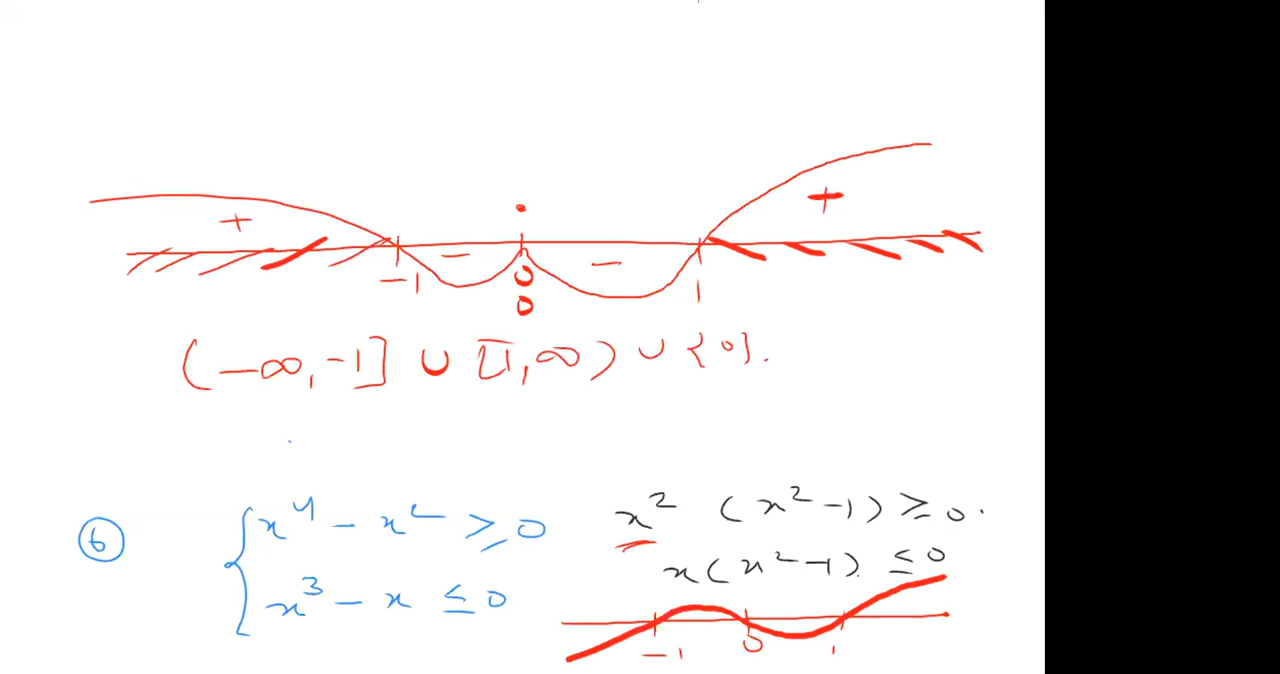 + +
− −
−1 0 1
0
(−∞, −1] ∪ [1, ∞) ∪ {0}.
6 { x⁴ − x² ≥ 0 x² (x² − 1) ≥ 0.
x³ − x ≤ 0 x(x² − 1). ≤ 0
−1 0 1